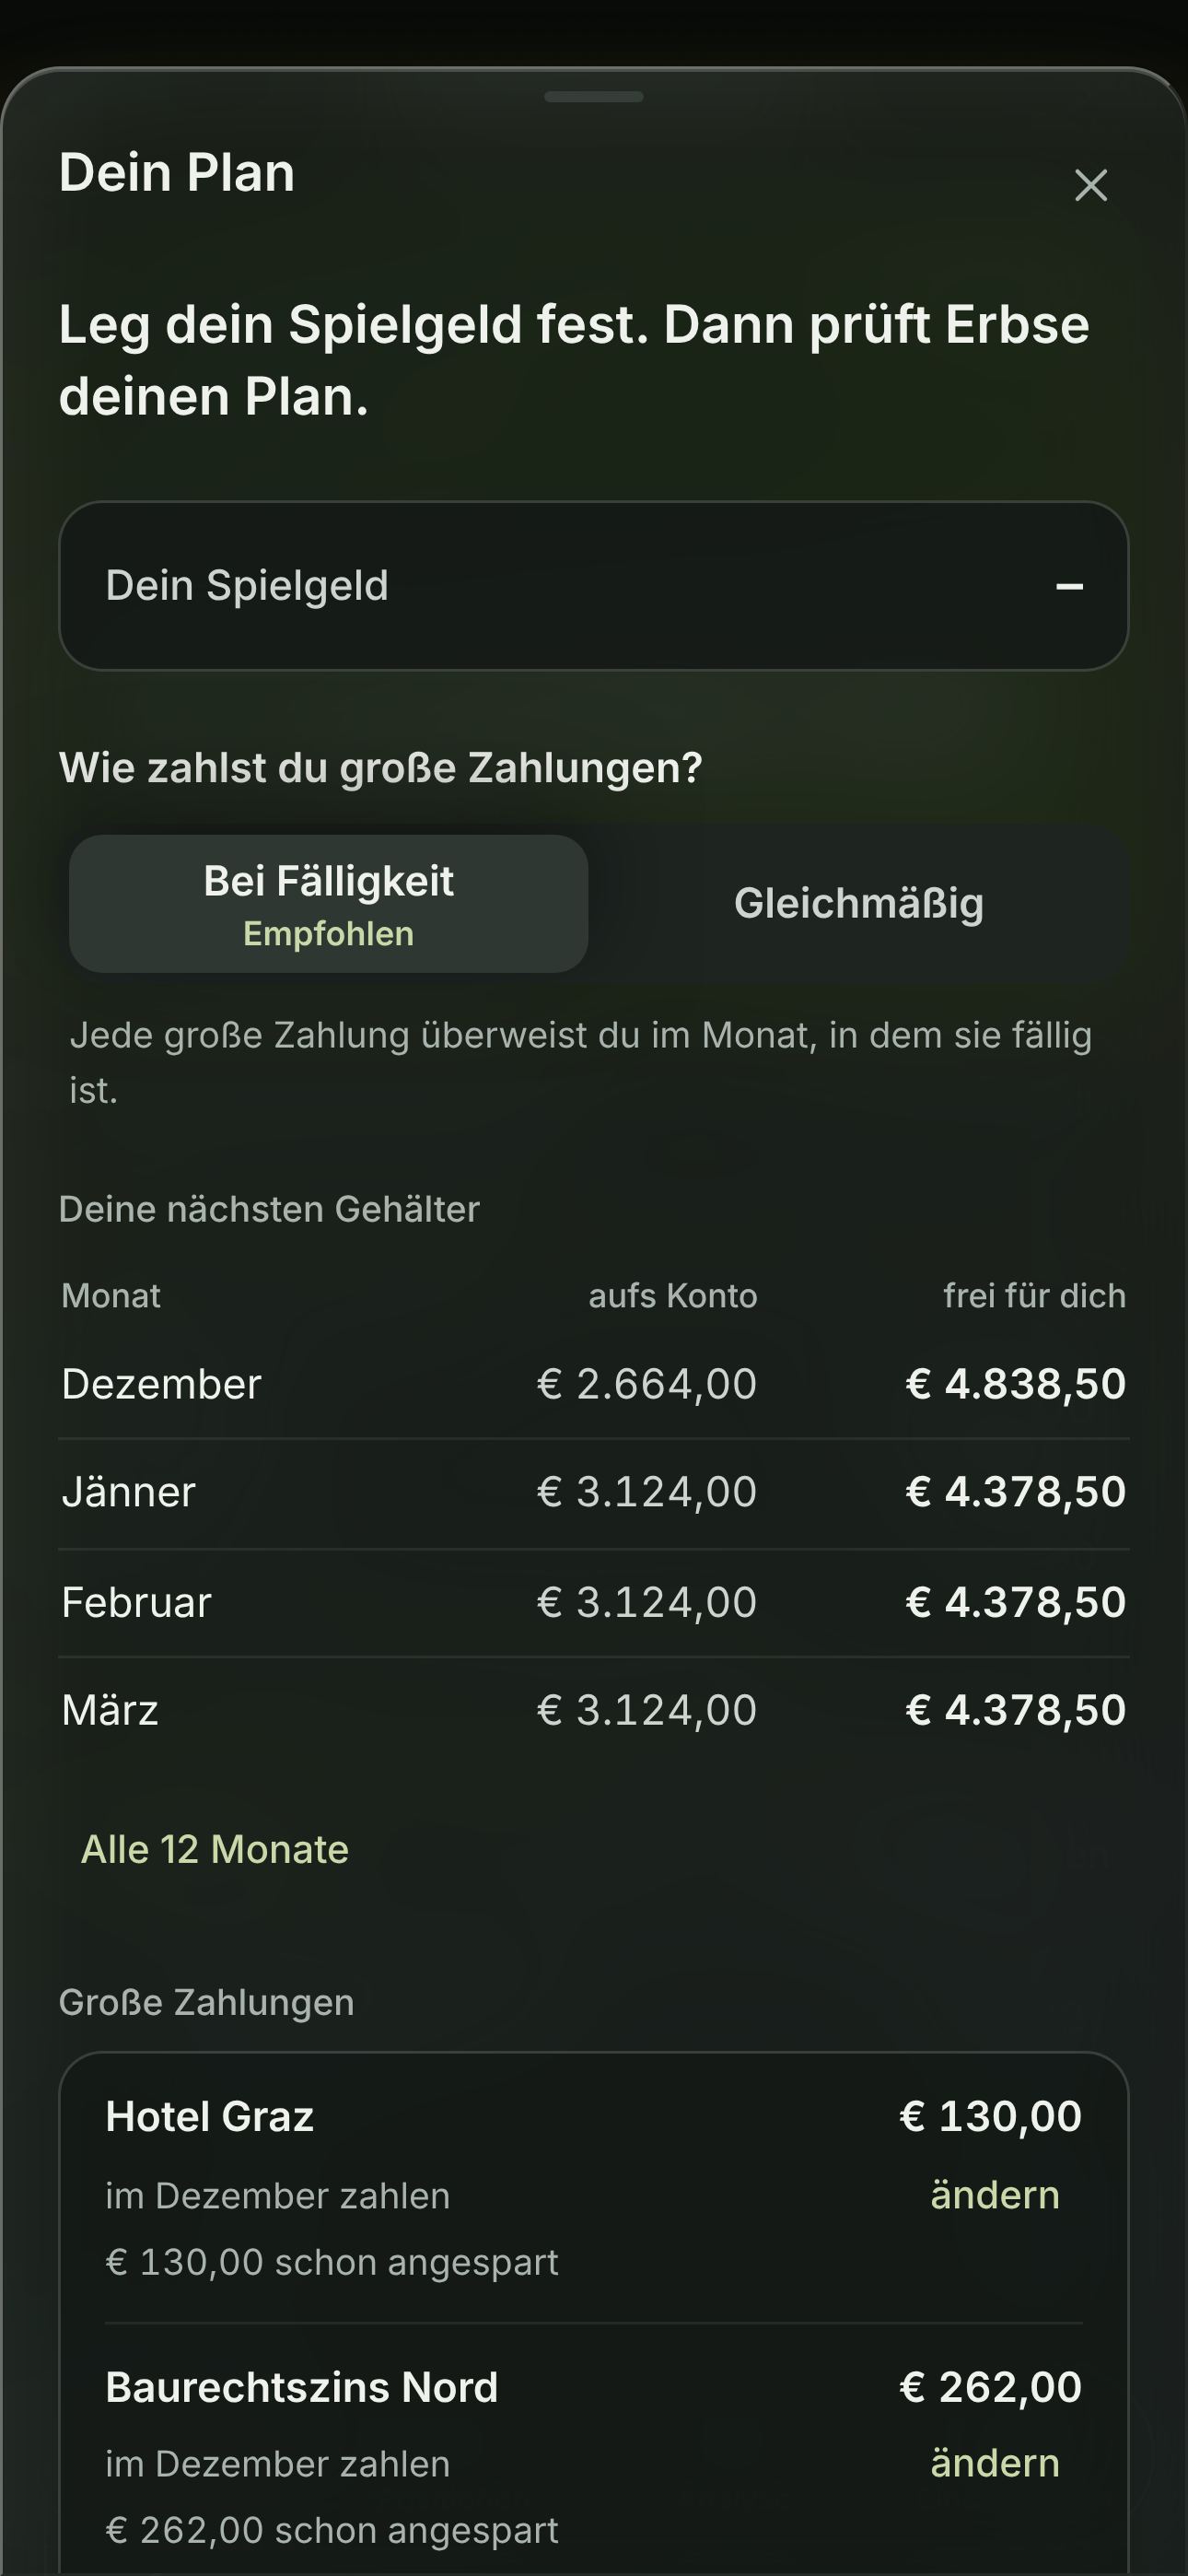 Dein Plan
Leg dein Spielgeld fest. Dann prüft Erbse
deinen Plan.
Dein Spielgeld –
Wie zahlst du große Zahlungen?
Bei Fälligkeit
Empfohlen
Gleichmäßig
Jede große Zahlung überweist du im Monat, in dem sie fällig
ist.
Deine nächsten Gehälter
Monat aufs Konto frei für dich
Dezember € 2.664,00 € 4.838,50
Jänner € 3.124,00 € 4.378,50
Februar € 3.124,00 € 4.378,50
März € 3.124,00 € 4.378,50
Alle 12 Monate
Große Zahlungen
Hotel Graz € 130,00
im Dezember zahlen ändern
€ 130,00 schon angespart
Baurechtszins Nord € 262,00
im Dezember zahlen ändern
€ 262,00 schon angespart